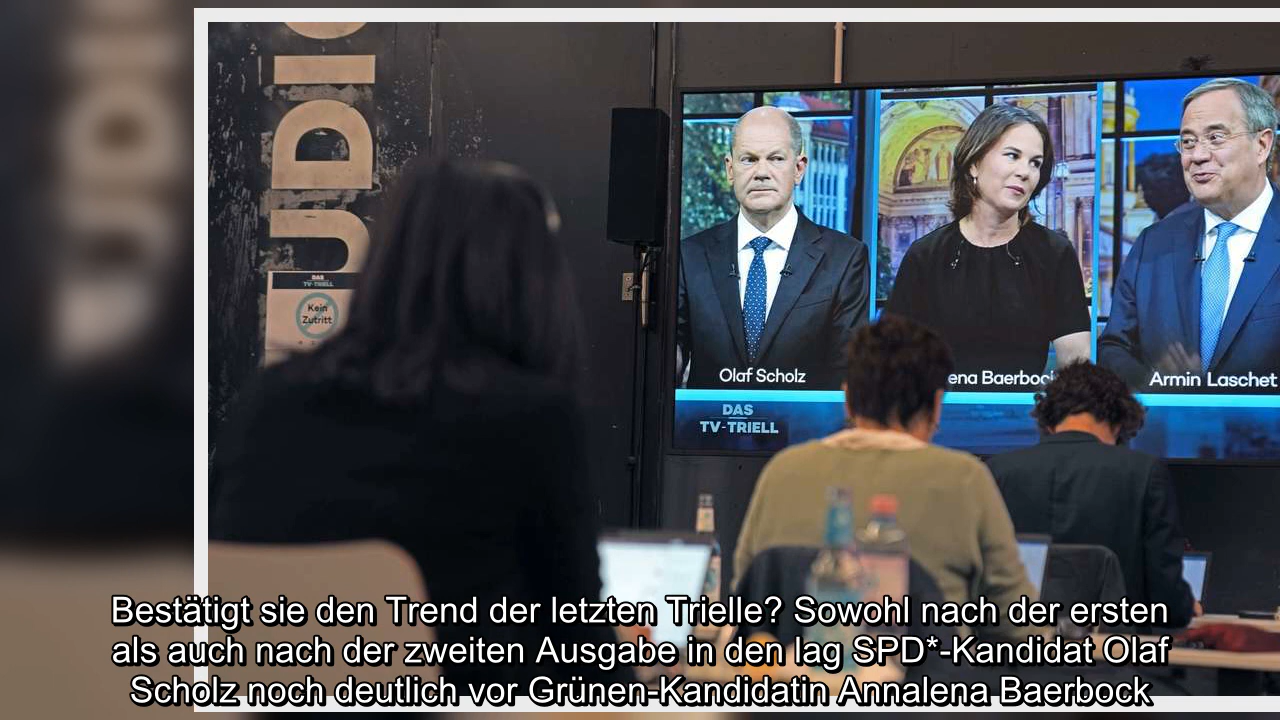 UDIO
DAS
TV-TRIELL
Kein
Zutritt
Olaf Scholz
ena Baerboc
Armin Laschet
DAS
TV-TRIELL
Bestätigt sie den Trend der letzten Trielle? Sowohl nach der ersten
als auch nach der zweiten Ausgabe in den lag SPD*-Kandidat Olaf
Scholz noch deutlich vor Grünen-Kandidatin Annalena Baerbock